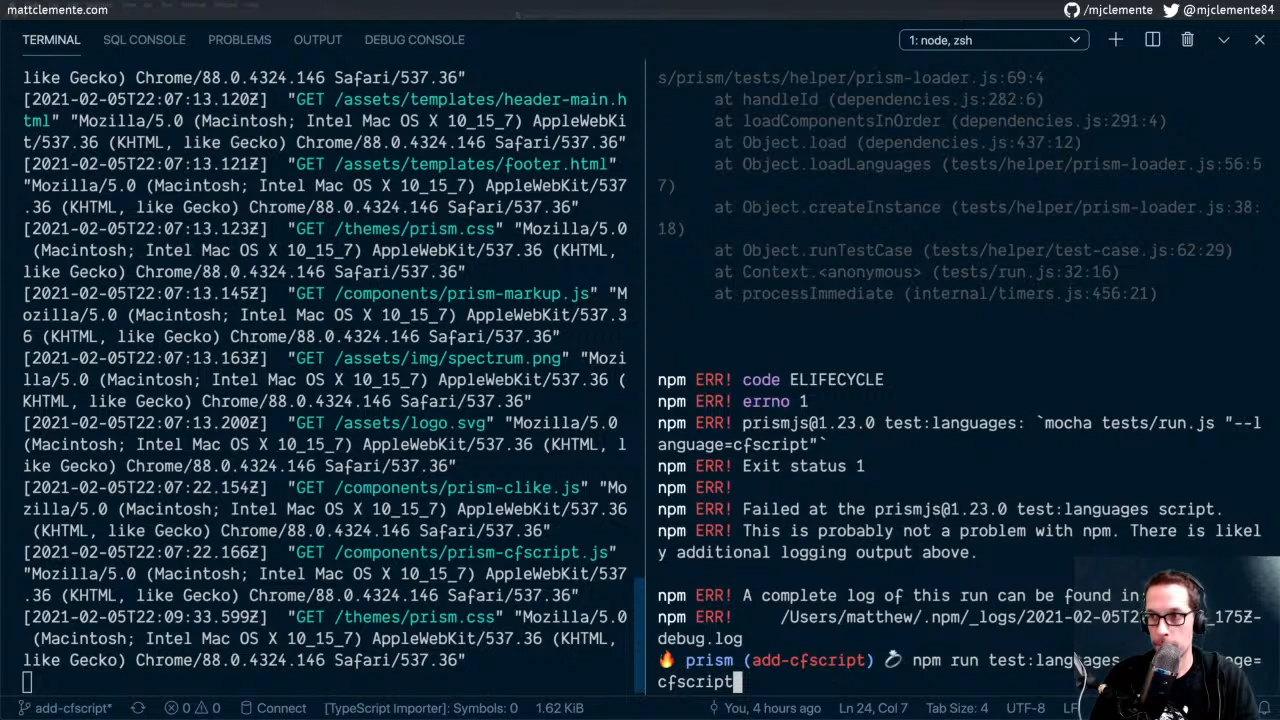 mattclemente.com
/mjclemente @mjclemente84
TERMINAL SQL CONSOLE PROBLEMS OUTPUT DEBUG CONSOLE
1: node, zsh
like Gecko) Chrome/88.0.4324.146 Safari/537.36"
[2021-02-05T22:07:13.120Z]  "GET /assets/templates/header-main.h
tml" "Mozilla/5.0 (Macintosh; Intel Mac OS X 10_15_7) AppleWebKi
t/537.36 (KHTML, like Gecko) Chrome/88.0.4324.146 Safari/537.36"
[2021-02-05T22:07:13.121Z]  "GET /assets/templates/footer.html"
"Mozilla/5.0 (Macintosh; Intel Mac OS X 10_15_7) AppleWebKit/537
.36 (KHTML, like Gecko) Chrome/88.0.4324.146 Safari/537.36"
[2021-02-05T22:07:13.123Z]  "GET /themes/prism.css" "Mozilla/5.0
(Macintosh; Intel Mac OS X 10_15_7) AppleWebKit/537.36 (KHTML,
like Gecko) Chrome/88.0.4324.146 Safari/537.36"
[2021-02-05T22:07:13.145Z]  "GET /components/prism-markup.js" "M
ozilla/5.0 (Macintosh; Intel Mac OS X 10_15_7) AppleWebKit/537.3
6 (KHTML, like Gecko) Chrome/88.0.4324.146 Safari/537.36"
[2021-02-05T22:07:13.163Z]  "GET /assets/img/spectrum.png" "Mozi
lla/5.0 (Macintosh; Intel Mac OS X 10_15_7) AppleWebKit/537.36 (
KHTML, like Gecko) Chrome/88.0.4324.146 Safari/537.36"
[2021-02-05T22:07:13.200Z]  "GET /assets/logo.svg" "Mozilla/5.0
(Macintosh; Intel Mac OS X 10_15_7) AppleWebKit/537.36 (KHTML, l
ike Gecko) Chrome/88.0.4324.146 Safari/537.36"
[2021-02-05T22:07:22.154Z]  "GET /components/prism-clike.js" "Mo
zilla/5.0 (Macintosh; Intel Mac OS X 10_15_7) AppleWebKit/537.36
(KHTML, like Gecko) Chrome/88.0.4324.146 Safari/537.36"
[2021-02-05T22:07:22.166Z]  "GET /components/prism-cfscript.js"
"Mozilla/5.0 (Macintosh; Intel Mac OS X 10_15_7) AppleWebKit/537
.36 (KHTML, like Gecko) Chrome/88.0.4324.146 Safari/537.36"
[2021-02-05T22:09:33.599Z]  "GET /themes/prism.css" "Mozilla/5.0
(Macintosh; Intel Mac OS X 10_15_7) AppleWebKit/537.36 (KHTML,
like Gecko) Chrome/88.0.4324.146 Safari/537.36"
s/prism/tests/helper/prism-loader.js:69:4
at handleId (dependencies.js:282:6)
at loadComponentsInOrder (dependencies.js:291:4)
at Object.load (dependencies.js:437:12)
at Object.loadLanguages (tests/helper/prism-loader.js:56:5
7)
at Object.createInstance (tests/helper/prism-loader.js:38:
18)
at Object.runTestCase (tests/helper/test-case.js:62:29)
at Context.<anonymous> (tests/run.js:32:16)
at processImmediate (internal/timers.js:456:21)
npm ERR! code ELIFECYCLE
npm ERR! errno 1
npm ERR! prismjs@1.23.0 test:languages: `mocha tests/run.js "--l
anguage=cfscript"`
npm ERR! Exit status 1
npm ERR!
npm ERR! Failed at the prismjs@1.23.0 test:languages script.
npm ERR! This is probably not a problem with npm. There is likel
y additional logging output above.
npm ERR! A complete log of this run can be found in
npm ERR!     /Users/matthew/.npm/_logs/2021-02-05T2 _175Z-
debug.log
🔥 prism (add-cfscript) 💍 npm run test:lang ge=
cfscript
add-cfscript* 0 0 Connect [TypeScript Importer]: Symbols: 0 1.62 KiB You, 4 hours ago Ln 24, Col 7 Tab Size: 4 UTF-8 LF